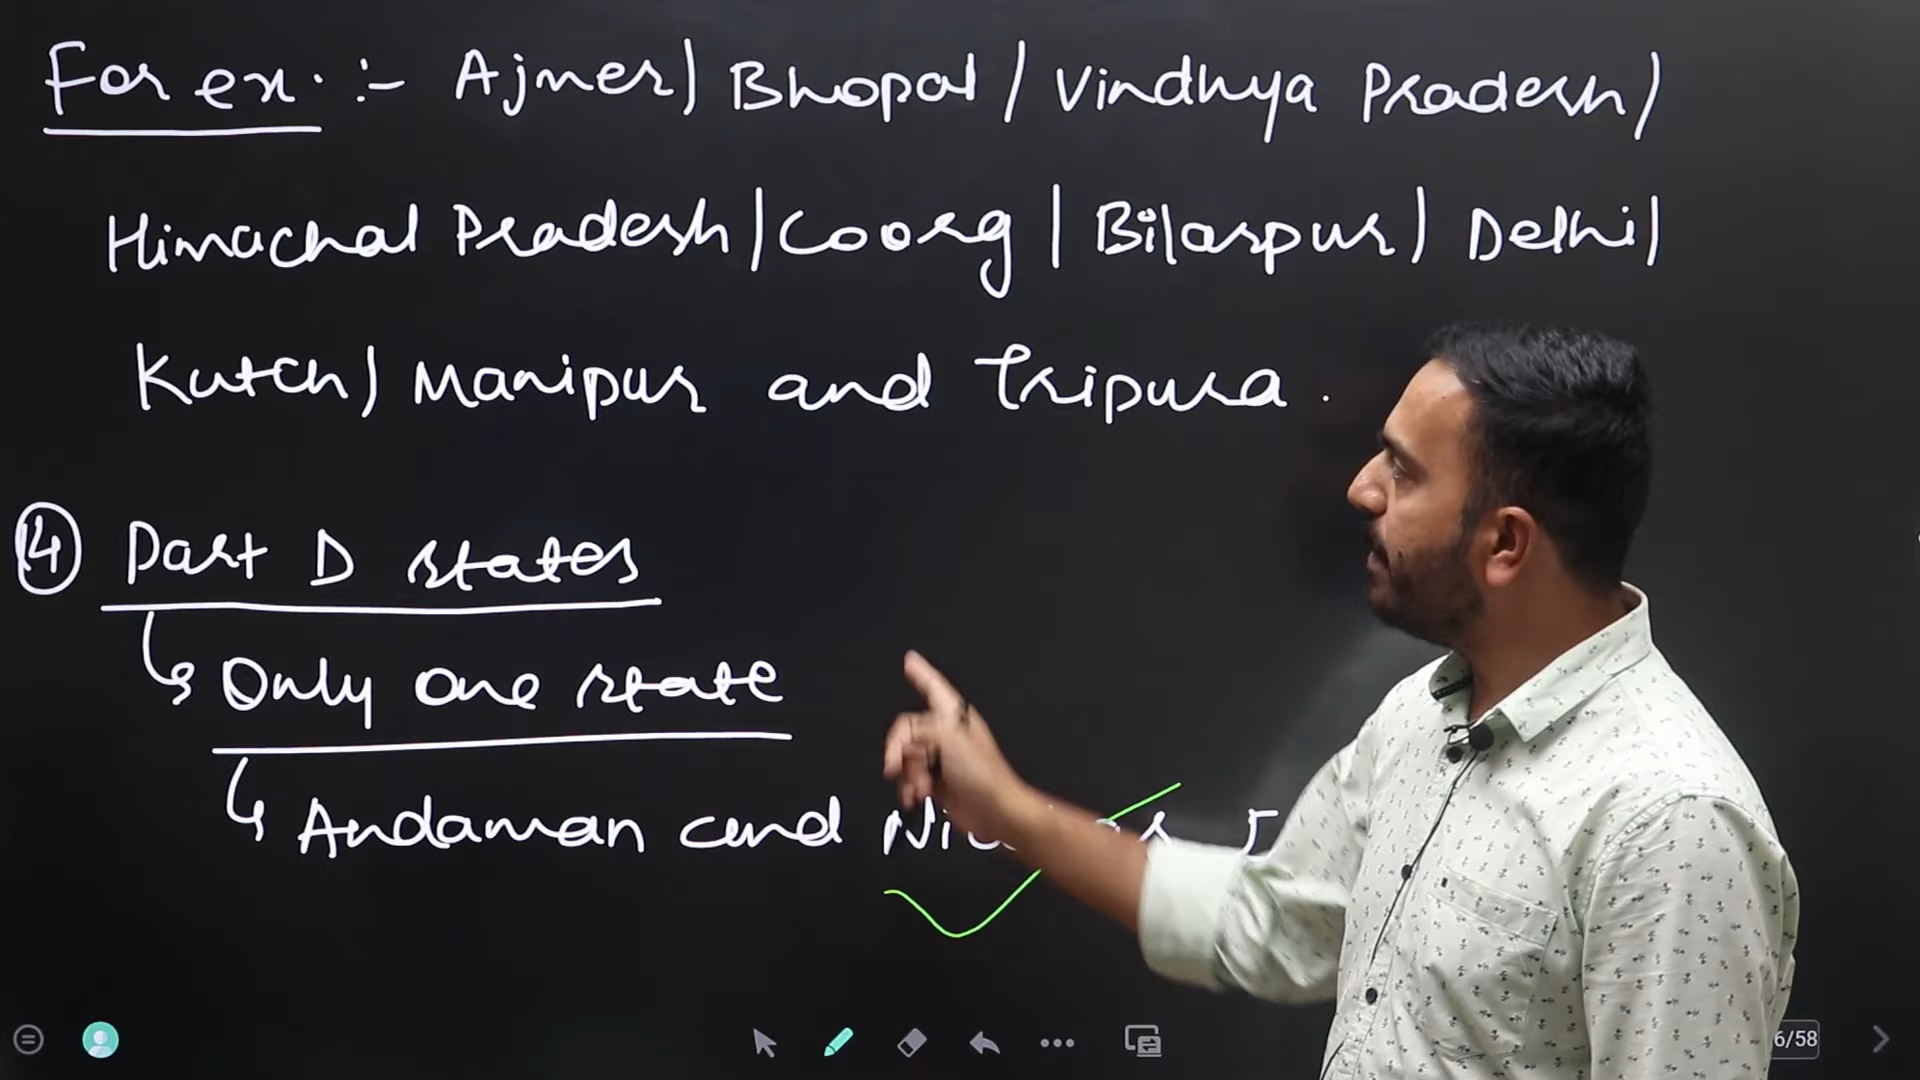 For ex. :- Ajmer/ Bhopal / Vindhya Pradesh/
Himachal Pradesh/Coorg/Bilaspur/ Delhi/
Kutch/ Manipur and Tripura.
④ Part D states
↳ Only one state
↳ Andaman and
6/58